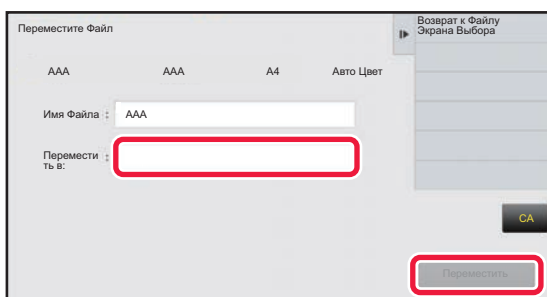 Переместите Файл
Возврат к Файлу
Экрана Выбора
AAA AAA A4 Авто Цвет
Имя Файла : AAA
Перемести :
ть в:
CA
Переместить